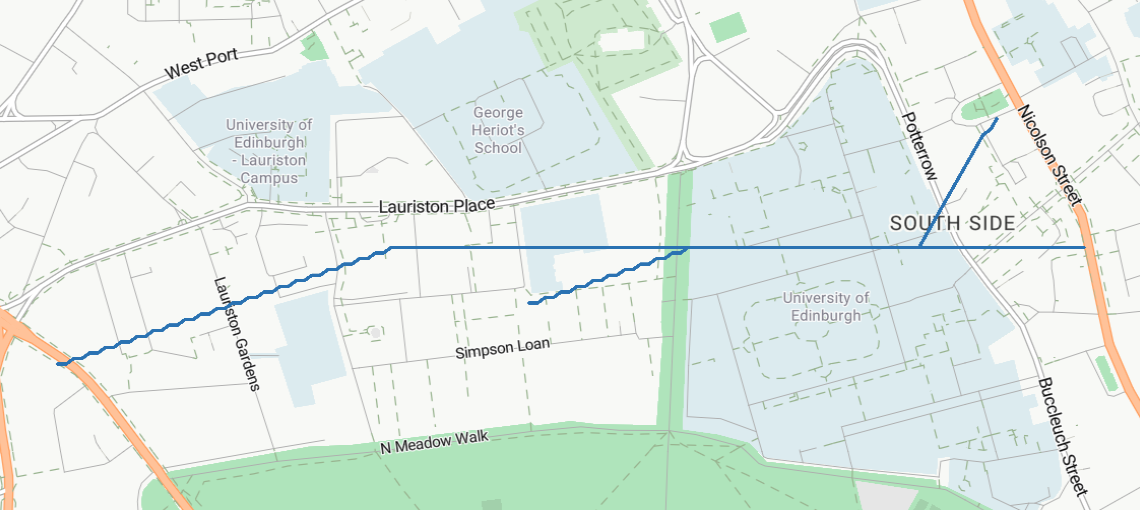 West Port
University of
Edinburgh
- Lauriston
Campus
George
Heriot's
School
Lauriston Place
Potterrow
Nicolson Street
SOUTH SIDE
Lauriston Gardens
University of
Edinburgh
Simpson Loan
N Meadow Walk
Buccleuch Street